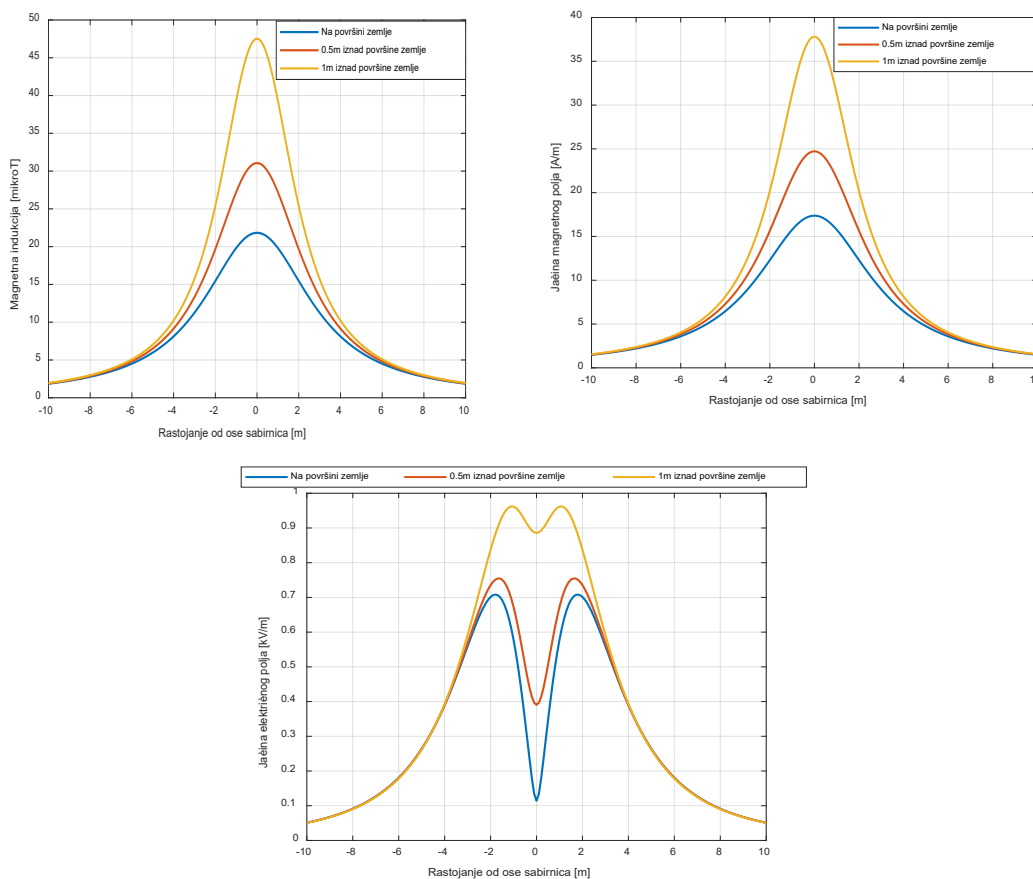 50
45
40
35
30
25
20
15
10
5
0
Magnetna indukcija [mikroT]
Na površini zemlje
0.5m iznad površine zemlje
1m iznad površine zemlje
-10 -8 -6 -4 -2 0 2 4 6 8 10
Rastojanje od ose sabirnica [m]
40
35
30
25
20
15
10
5
0
Jaèina magnetnog polja [A/m]
Na površini zemlje
0.5m iznad površine zemlje
1m iznad površine zemlje
-10 -8 -6 -4 -2 0 2 4 6 8
Rastojanje od ose sabirnica [m]
Na površini zemlje 0.5m iznad površine zemlje 1m iznad površine zemlje
1
0.9
0.8
0.7
0.6
0.5
0.4
0.3
0.2
0.1
0
Jaèina elektriènog polja [kV/m]
-10 -8 -6 -4 -2 0 2 4 6 8 10
Rastojanje od ose sabirnica [m]